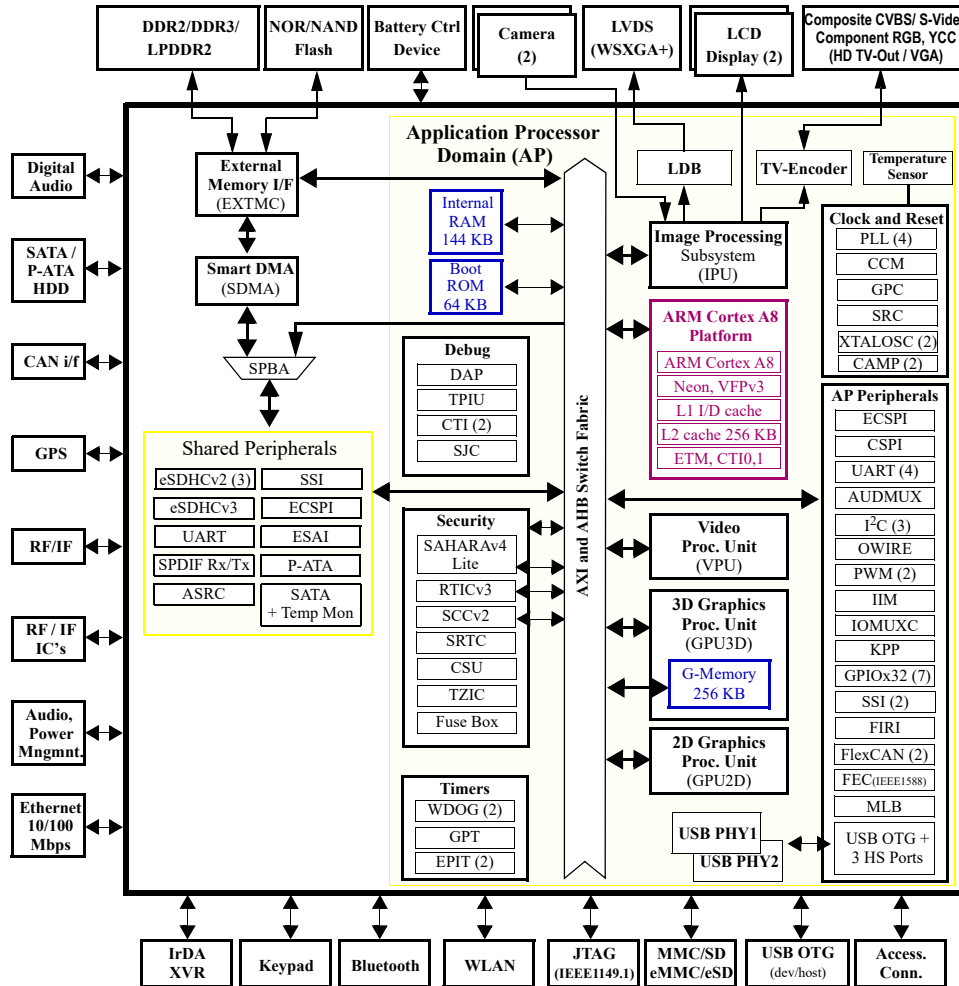 DDR2/DDR3/
LPDDR2
NOR/NAND
Flash
Battery Ctrl
Device
Camera
(2)
LVDS
(WSXGA+)
LCD
Display (2)
Composite CVBS/ S-Vide
Component RGB, YCC
(HD TV-Out / VGA)
Digital
Audio
SATA /
P-ATA
HDD
CAN i/f
GPS
RF/IF
RF / IF
IC's
Audio,
Power
Mngmnt.
Ethernet
10/100
Mbps
Application Processor
Domain (AP)
External
Memory I/F
(EXTMC)
Smart DMA
(SDMA)
SPBA
Shared Peripherals
eSDHCv2 (3)
SSI
eSDHCv3
ECSPI
UART
ESAI
SPDIF Rx/Tx
P-ATA
ASRC
SATA
+ Temp Mon
Internal
RAM
144 KB
Boot
ROM
64 KB
Debug
DAP
TPIU
CTI (2)
SJC
Security
SAHARAv4
Lite
RTICv3
SCCv2
SRTC
CSU
TZIC
Fuse Box
Timers
WDOG (2)
GPT
EPIT (2)
AXI and AHB Switch Fabric
LDB
TV-Encoder
Image Processing
Subsystem
(IPU)
ARM Cortex A8
Platform
ARM Cortex A8
Neon, VFPv3
L1 I/D cache
L2 cache 256 KB
ETM, CTI0,1
Video
Proc. Unit
(VPU)
3D Graphics
Proc. Unit
(GPU3D)
G-Memory
256 KB
2D Graphics
Proc. Unit
(GPU2D)
USB PHY1
USB PHY2
Temperature
Sensor
Clock and Reset
PLL (4)
CCM
GPC
SRC
XTALOSC (2)
CAMP (2)
AP Peripherals
ECSPI
CSPI
UART (4)
AUDMUX
I²C (3)
OWIRE
PWM (2)
IIM
IOMUXC
KPP
GPIOx32 (7)
SSI (2)
FIRI
FlexCAN (2)
FEC(IEEE1588)
MLB
USB OTG +
3 HS Ports
IrDA
XVR
Keypad
Bluetooth
WLAN
JTAG
(IEEE1149.1)
MMC/SD
eMMC/eSD
USB OTG
(dev/host)
Access.
Conn.